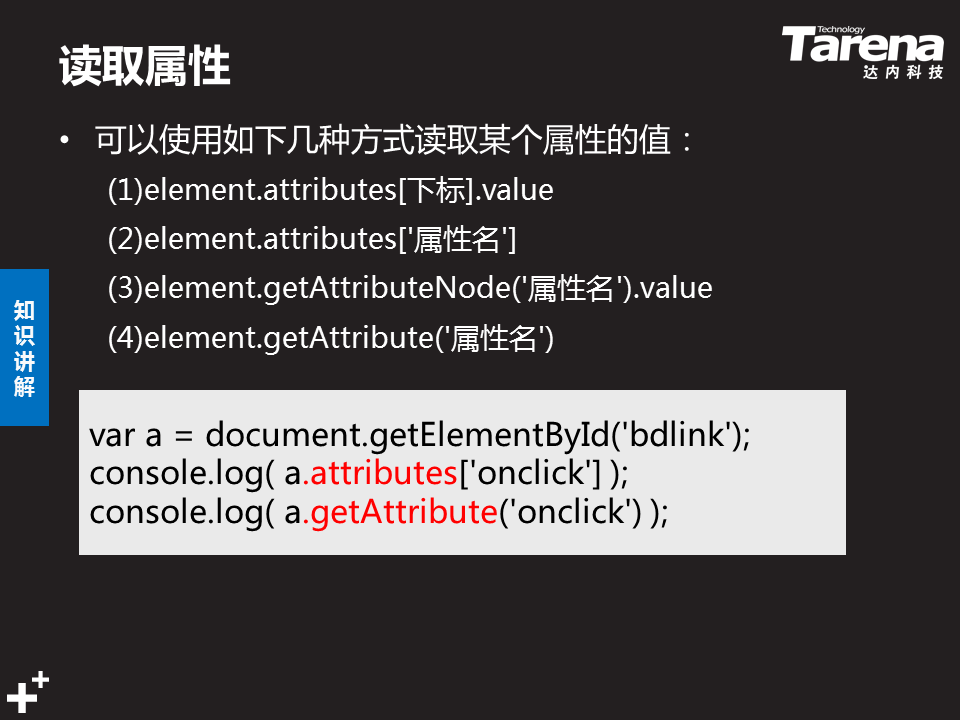 读取属性
Technology
Tarena
达内科技
• 可以使用如下几种方式读取某个属性的值：
(1)element.attributes[下标].value
(2)element.attributes['属性名']
(3)element.getAttributeNode('属性名').value
(4)element.getAttribute('属性名')
知
识
讲
解
var a = document.getElementById('bdlink');
console.log( a.attributes['onclick'] );
console.log( a.getAttribute('onclick') );